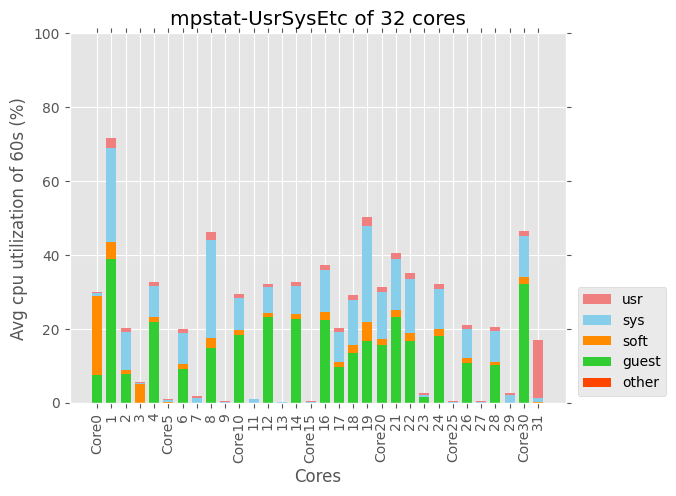 mpstat-UsrSysEtc of 32 cores
100
80
60
40
20
0
Avg cpu utilization of 60s (%)
Core0
1
2
3
4
Core5
6
7
8
9
Core10
11
12
13
14
Core15
16
17
18
19
Core20
21
22
23
24
Core25
26
27
28
29
Core30
31
Cores
usr
sys
soft
guest
other